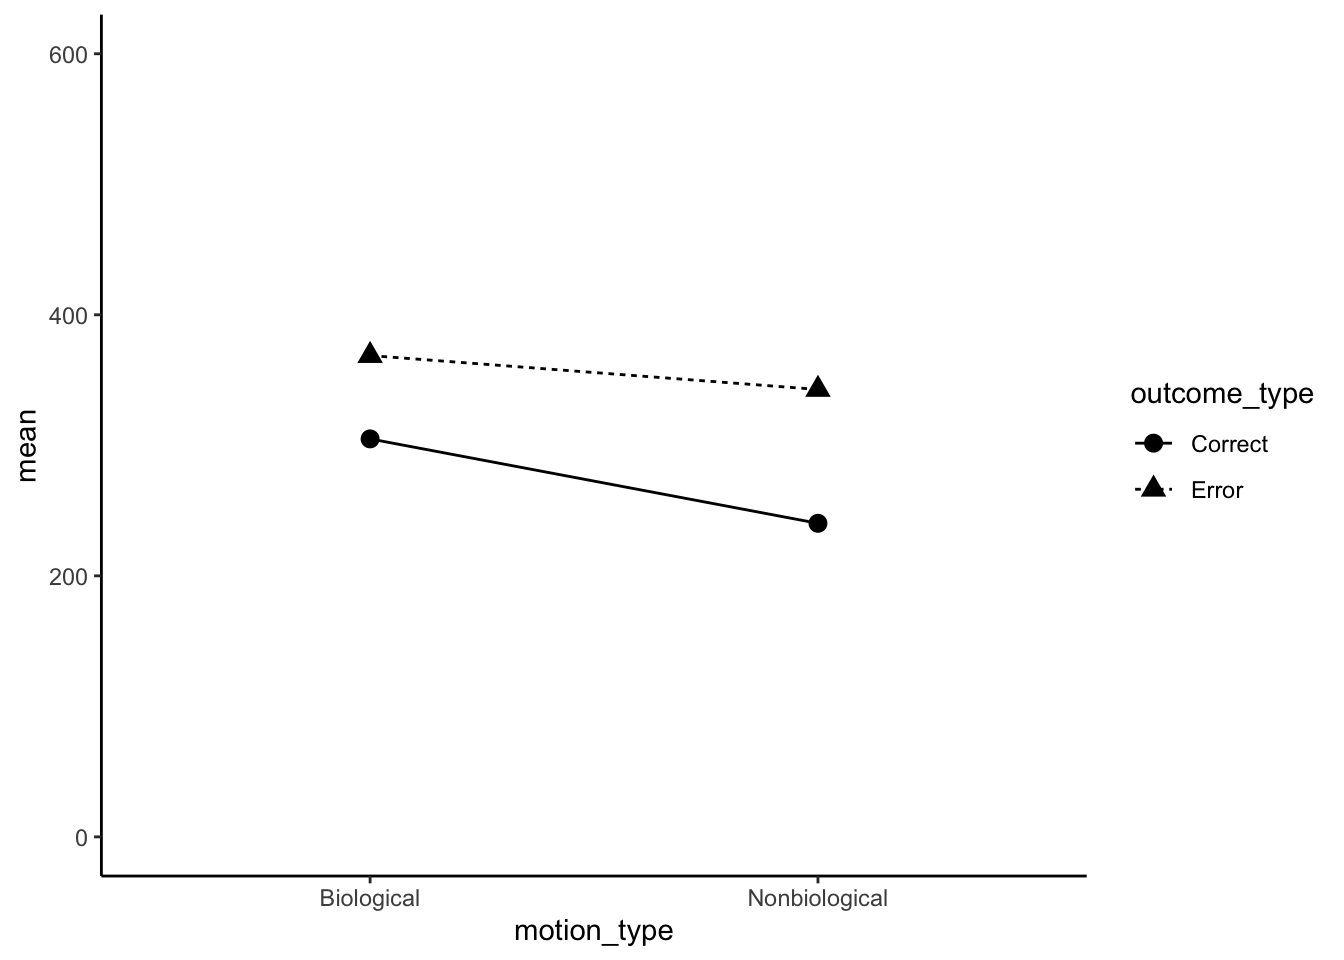 600
400
200
0
mean
Biological
Nonbiological
motion_type
outcome_type
Correct
Error